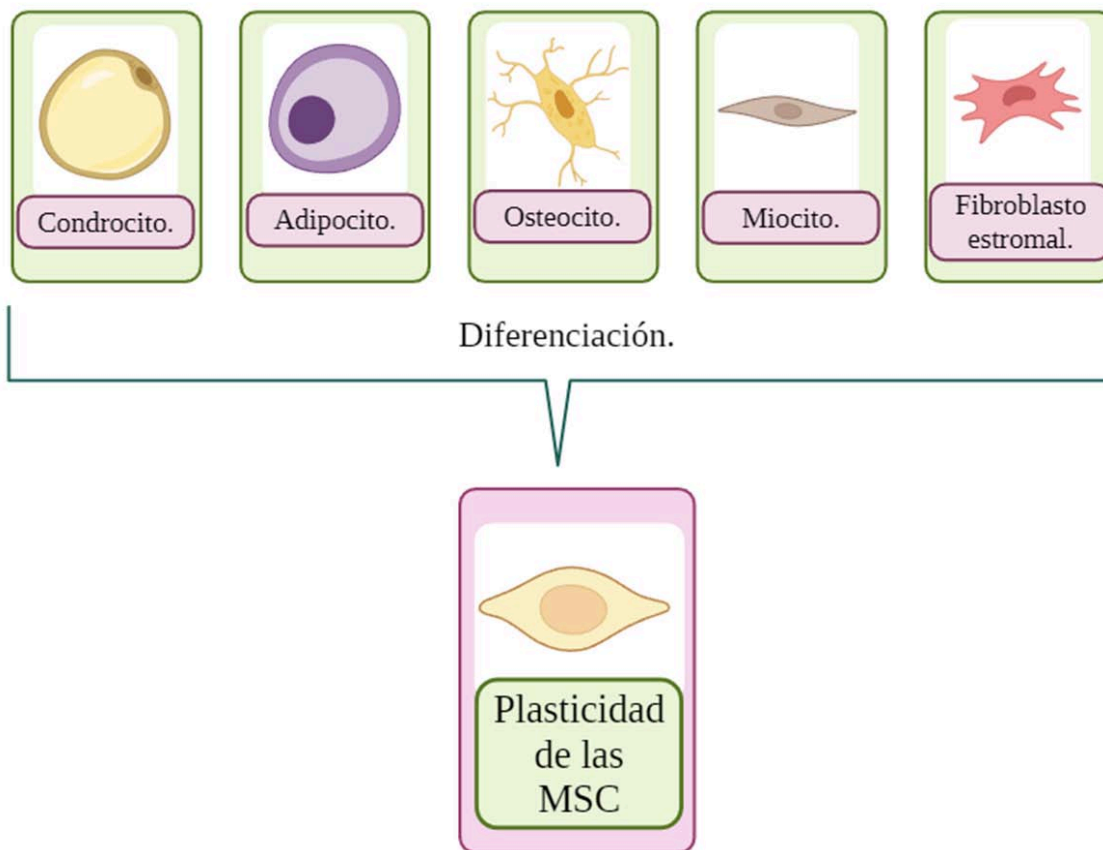 Condrocito.
Adipocito.
Osteocito.
Miocito.
Fibroblasto
estromal.
Diferenciación.
Plasticidad
de las
MSC